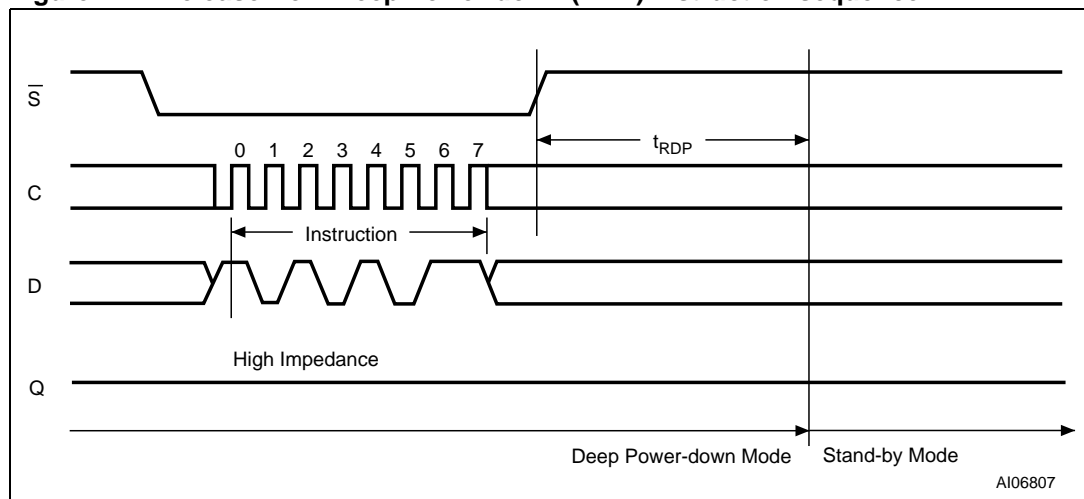 S̅
t_RDP
0 1 2 3 4 5 6 7
C
Instruction
D
High Impedance
Q
Deep Power-down Mode Stand-by Mode
AI06807